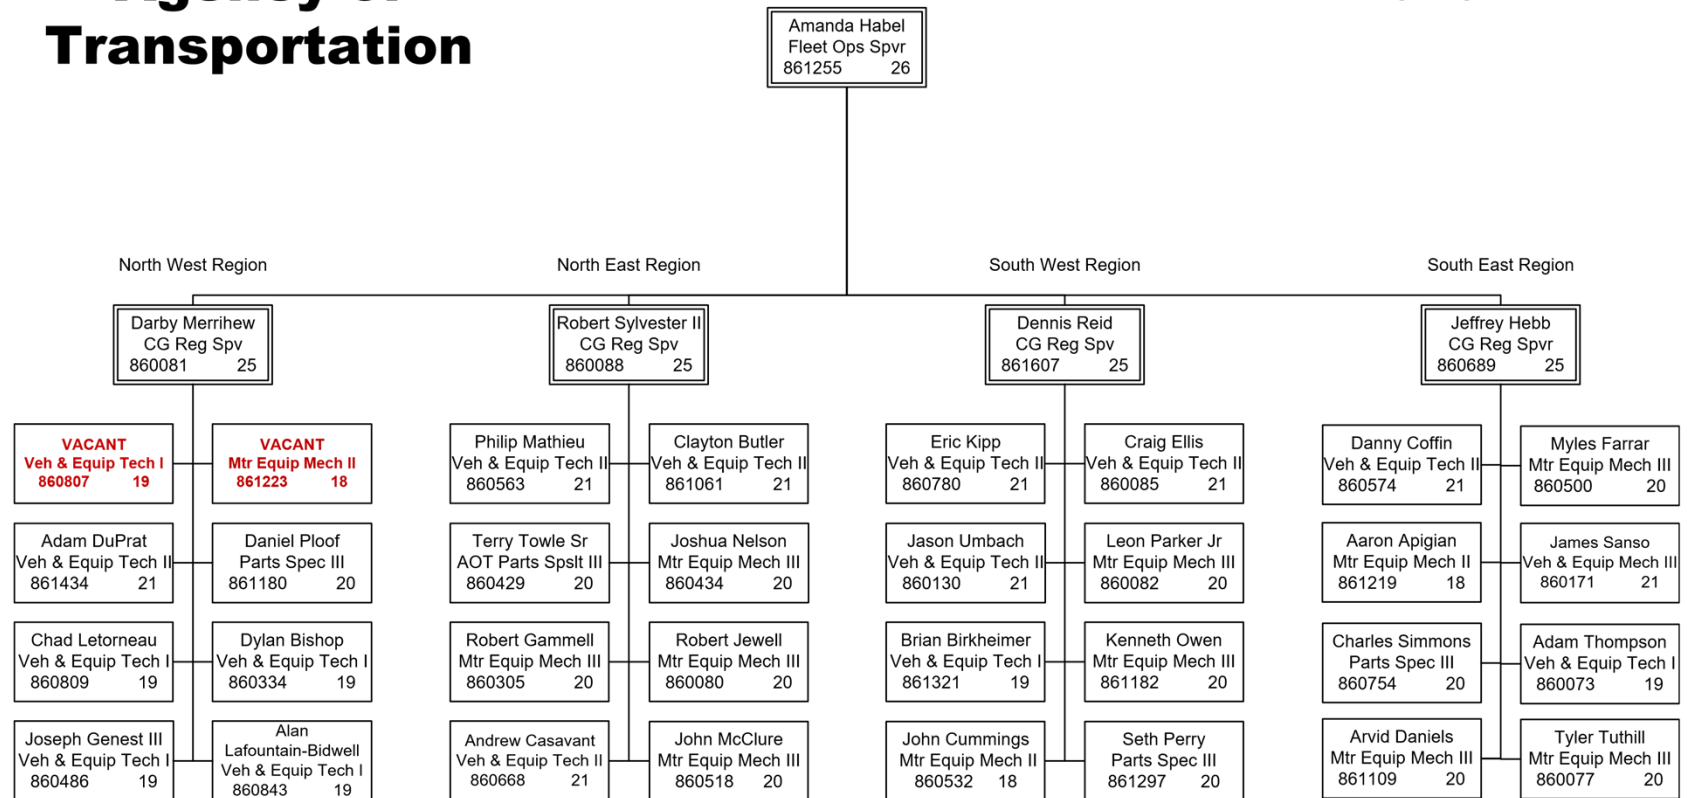 Agency of
Transportation
Amanda Habel
Fleet Ops Spvr
861255 26
North West Region
North East Region
South West Region
South East Region
Darby Merrihew
CG Reg Spv
860081 25
Robert Sylvester II
CG Reg Spv
860088 25
Dennis Reid
CG Reg Spv
861607 25
Jeffrey Hebb
CG Reg Spvr
860689 25
VACANT
Veh & Equip Tech I
860807 19
VACANT
Mtr Equip Mech II
861223 18
Philip Mathieu
Veh & Equip Tech II
860563 21
Clayton Butler
Veh & Equip Tech II
861061 21
Eric Kipp
Veh & Equip Tech II
860780 21
Craig Ellis
Veh & Equip Tech II
860085 21
Danny Coffin
Veh & Equip Tech II
860574 21
Myles Farrar
Mtr Equip Mech III
860500 20
Adam DuPrat
Veh & Equip Tech II
861434 21
Daniel Ploof
Parts Spec III
861180 20
Terry Towle Sr
AOT Parts Spslt III
860429 20
Joshua Nelson
Mtr Equip Mech III
860434 20
Jason Umbach
Veh & Equip Tech II
860130 21
Leon Parker Jr
Mtr Equip Mech III
860082 20
Aaron Apigian
Mtr Equip Mech II
861219 18
James Sanso
Veh & Equip Mech III
860171 21
Chad Letorneau
Veh & Equip Tech I
860809 19
Dylan Bishop
Veh & Equip Tech I
860334 19
Robert Gammell
Mtr Equip Mech III
860305 20
Robert Jewell
Mtr Equip Mech III
860080 20
Brian Birkheimer
Veh & Equip Tech I
861321 19
Kenneth Owen
Mtr Equip Mech III
861182 20
Charles Simmons
Parts Spec III
860754 20
Adam Thompson
Veh & Equip Tech I
860073 19
Joseph Genest III
Veh & Equip Tech I
860486 19
Alan
Lafountain-Bidwell
Veh & Equip Tech I
860843 19
Andrew Casavant
Veh & Equip Tech II
860668 21
John McClure
Mtr Equip Mech III
860518 20
John Cummings
Mtr Equip Mech II
860532 18
Seth Perry
Parts Spec III
861297 20
Arvid Daniels
Mtr Equip Mech III
861109 20
Tyler Tuthill
Mtr Equip Mech III
860077 20